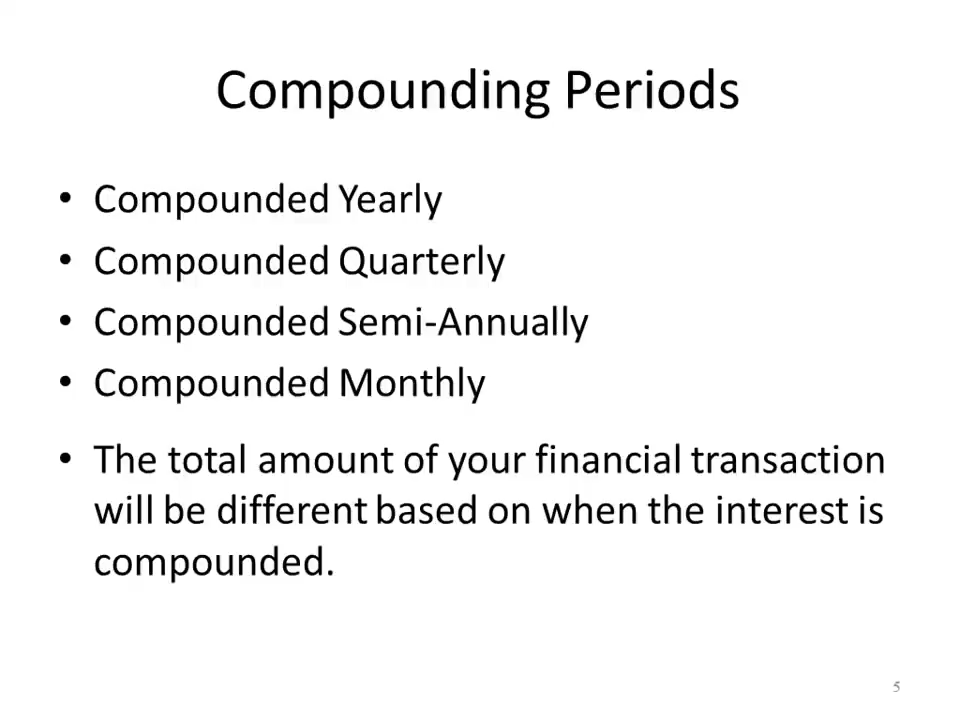 Compounding Periods
• Compounded Yearly
• Compounded Quarterly
• Compounded Semi-Annually
• Compounded Monthly
• The total amount of your financial transaction
will be different based on when the interest is
compounded.
5